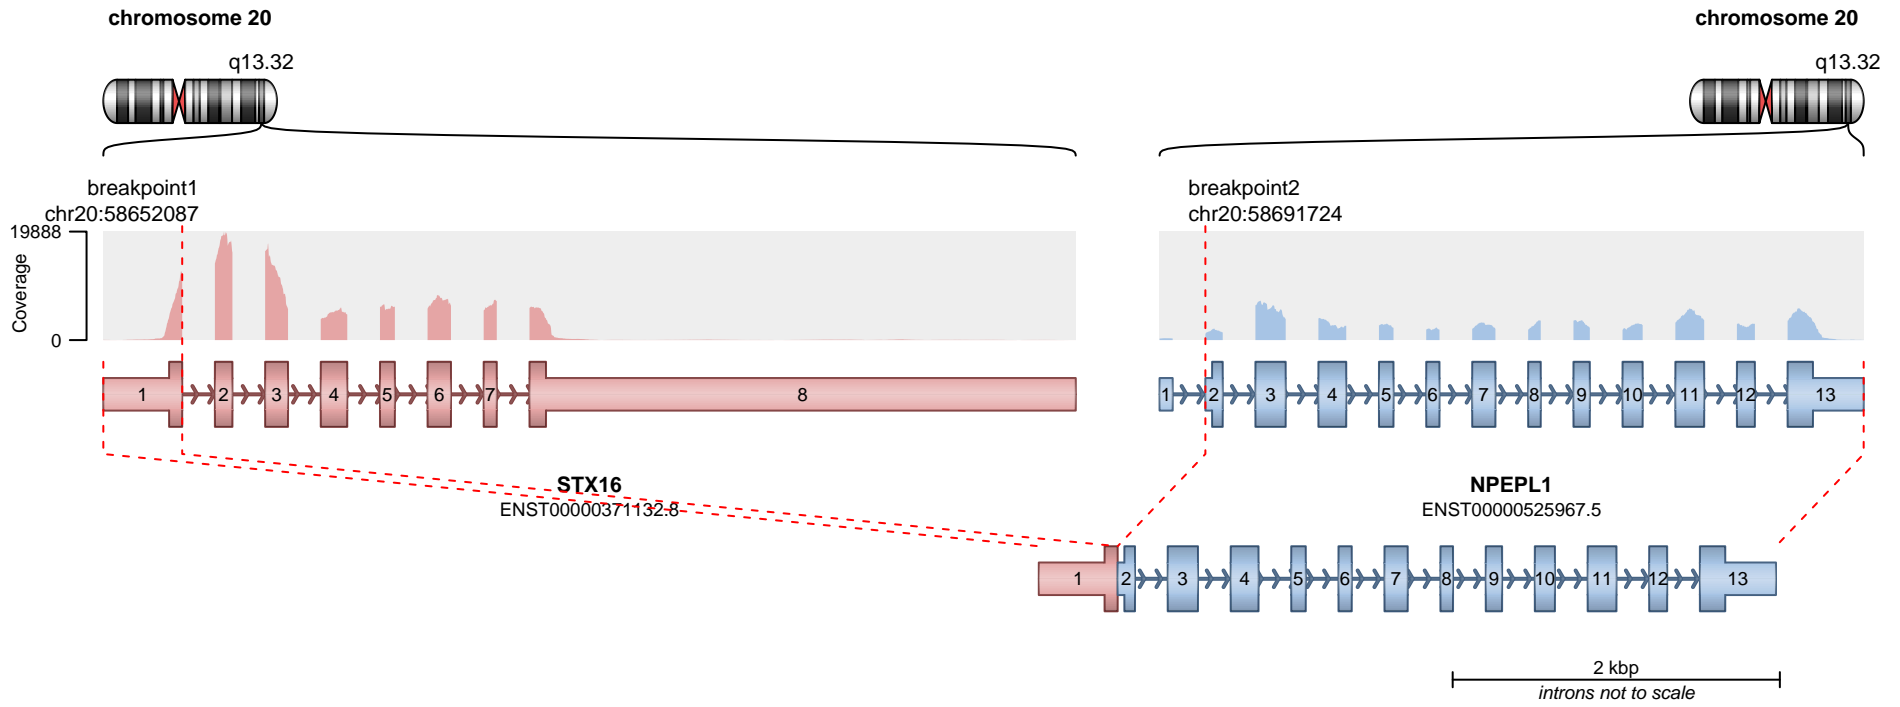 chromosome 20
chromosome 20
q13.32
q13.32
breakpoint1
chr20:58652087
breakpoint2
chr20:58691724
19888
Coverage
0
1 2 3 4 5 6 7 8
1 2 3 4 5 6 7 8 9 10 11 12 13
STX16
ENST00000371132.8
NPEPL1
ENST00000525967.5
1 2 3 4 5 6 7 8 9 10 11 12 13
2 kbp
introns not to scale